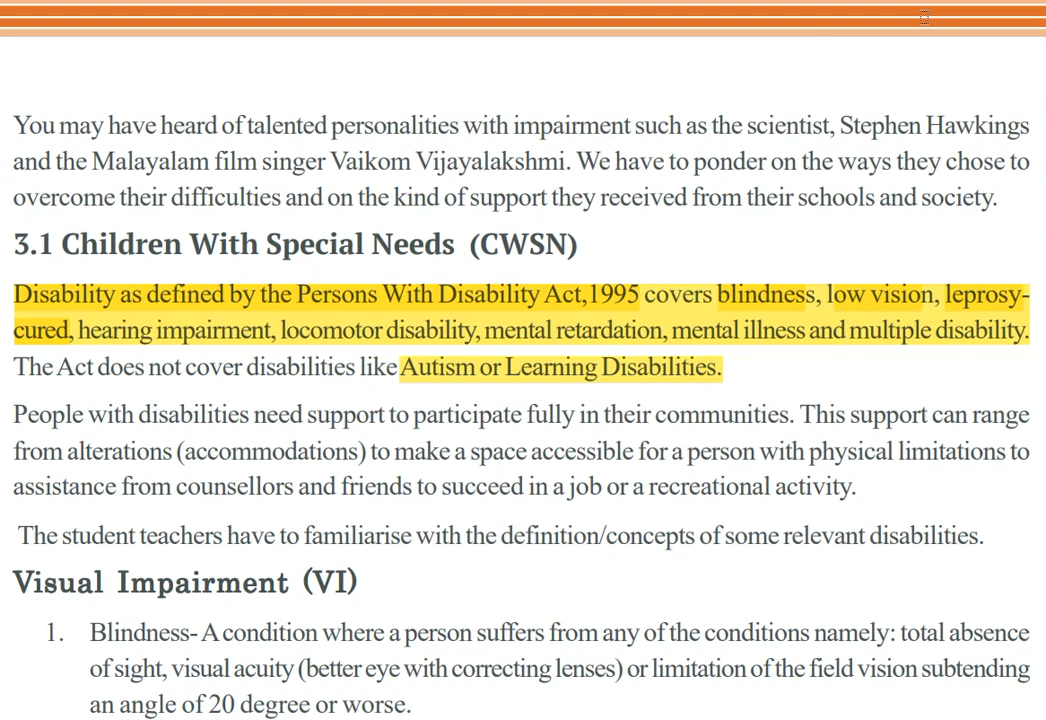 You may have heard of talented personalities with impairment such as the scientist, Stephen Hawkings
and the Malayalam film singer Vaikom Vijayalakshmi. We have to ponder on the ways they chose to
overcome their difficulties and on the kind of support they received from their schools and society.
3.1 Children With Special Needs (CWSN)
Disability as defined by the Persons With Disability Act,1995 covers blindness, low vision, leprosy-
cured, hearing impairment, locomotor disability, mental retardation, mental illness and multiple disability.
The Act does not cover disabilities like Autism or Learning Disabilities.
People with disabilities need support to participate fully in their communities. This support can range
from alterations (accommodations) to make a space accessible for a person with physical limitations to
assistance from counsellors and friends to succeed in a job or a recreational activity.
The student teachers have to familiarise with the definition/concepts of some relevant disabilities.
Visual Impairment (VI)
1. Blindness- A condition where a person suffers from any of the conditions namely: total absence
of sight, visual acuity (better eye with correcting lenses) or limitation of the field vision subtending
an angle of 20 degree or worse.